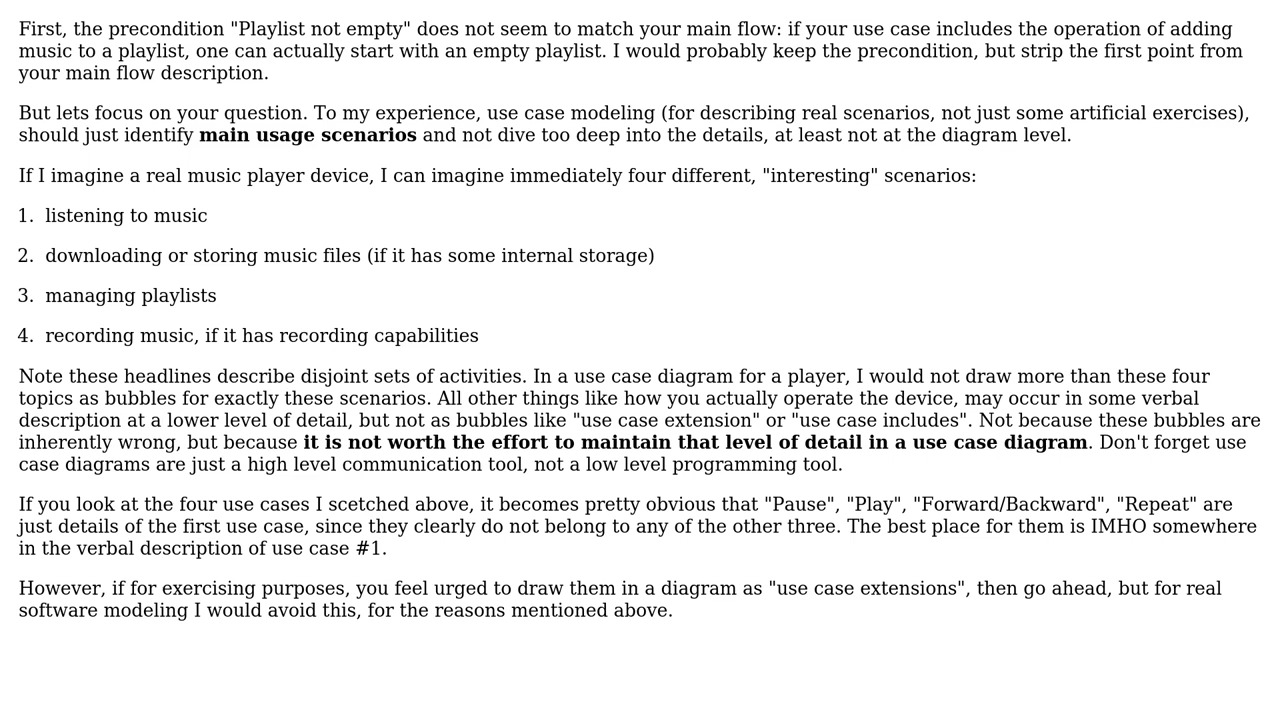 First, the precondition "Playlist not empty" does not seem to match your main flow: if your use case includes the operation of adding
music to a playlist, one can actually start with an empty playlist. I would probably keep the precondition, but strip the first point from
your main flow description.
But lets focus on your question. To my experience, use case modeling (for describing real scenarios, not just some artificial exercises),
should just identify main usage scenarios and not dive too deep into the details, at least not at the diagram level.
If I imagine a real music player device, I can imagine immediately four different, "interesting" scenarios:
1. listening to music
2. downloading or storing music files (if it has some internal storage)
3. managing playlists
4. recording music, if it has recording capabilities
Note these headlines describe disjoint sets of activities. In a use case diagram for a player, I would not draw more than these four
topics as bubbles for exactly these scenarios. All other things like how you actually operate the device, may occur in some verbal
description at a lower level of detail, but not as bubbles like "use case extension" or "use case includes". Not because these bubbles are
inherently wrong, but because it is not worth the effort to maintain that level of detail in a use case diagram. Don't forget use
case diagrams are just a high level communication tool, not a low level programming tool.
If you look at the four use cases I scetched above, it becomes pretty obvious that "Pause", "Play", "Forward/Backward", "Repeat" are
just details of the first use case, since they clearly do not belong to any of the other three. The best place for them is IMHO somewhere
in the verbal description of use case #1.
However, if for exercising purposes, you feel urged to draw them in a diagram as "use case extensions", then go ahead, but for real
software modeling I would avoid this, for the reasons mentioned above.